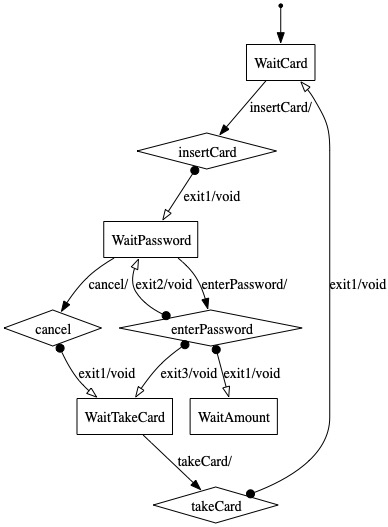 WaitCard
insertCard/
insertCard
exit1/void
WaitPassword
cancel/
exit2/void
enterPassword/
exit1/void
cancel
enterPassword
exit1/void
exit3/void
exit1/void
WaitTakeCard
WaitAmount
takeCard/
takeCard